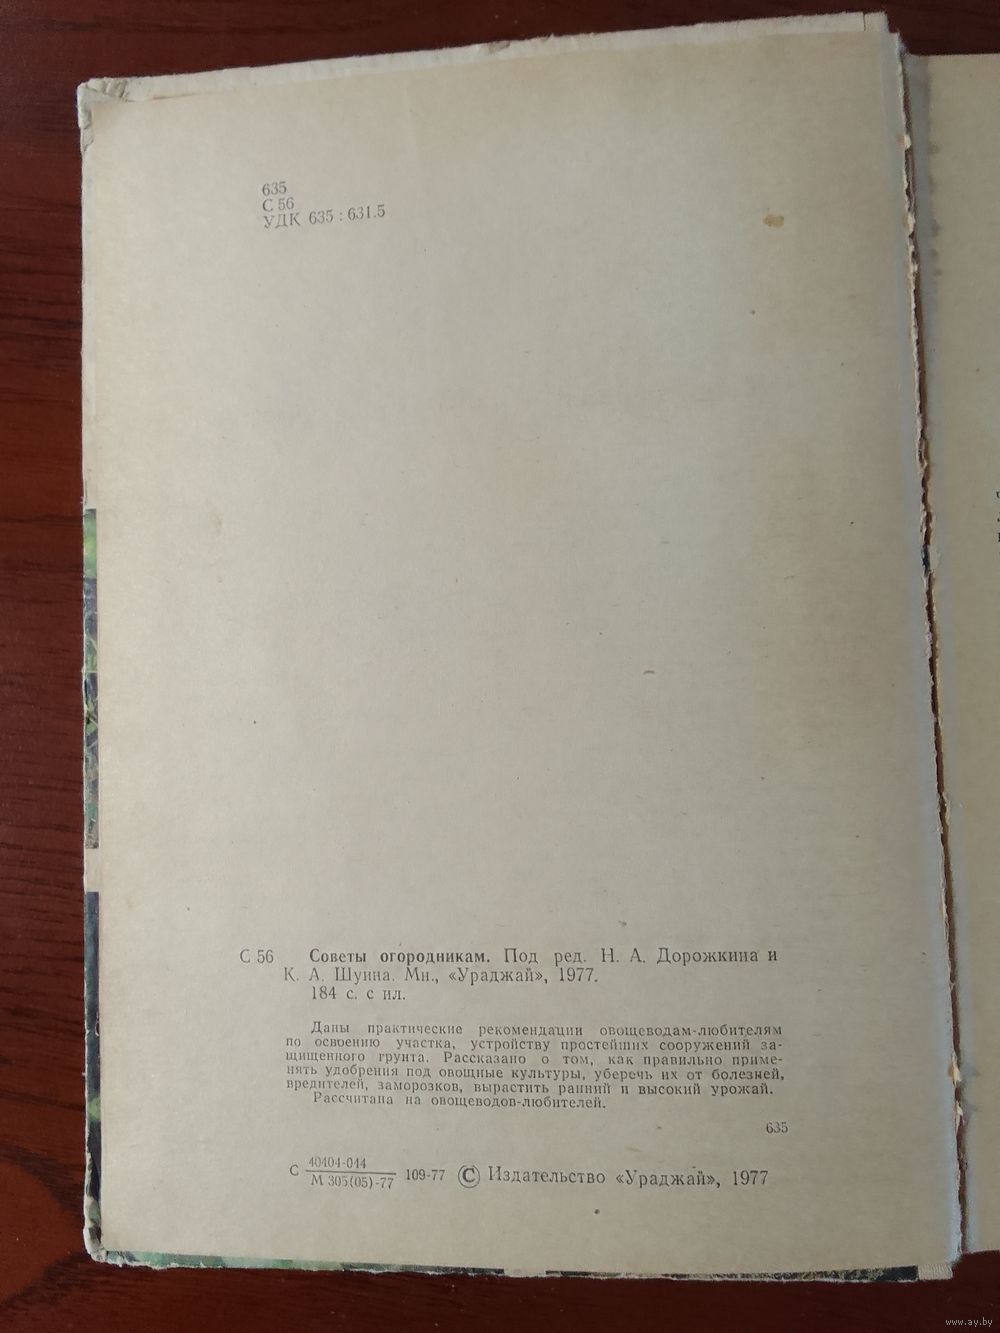 635
С 56
УДК 635 : 631.5
С 56 Советы огородникам. Под ред. Н. А. Дорожкина и
К. А. Шуина. Мн., «Ураджай», 1977.
184 с. с ил.
Даны практические рекомендации овощеводам-любителям
по освоению участка, устройству простейших сооружений за-
щищенного грунта. Рассказано о том, как правильно приме-
нять удобрения под овощные культуры, уберечь их от болезней,
вредителей, заморозков, вырастить ранний и высокий урожай.
Рассчитана на овощеводов-любителей.
635
40404-044
С 109-77 © Издательство «Ураджай», 1977
М 305(05)-77
www.ay.by